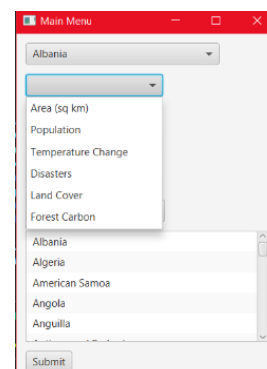 Main Menu
Albania
Area (sq km)
Population
Temperature Change
Disasters
Land Cover
Forest Carbon
Albania
Algeria
American Samoa
Angola
Anguilla
Submit